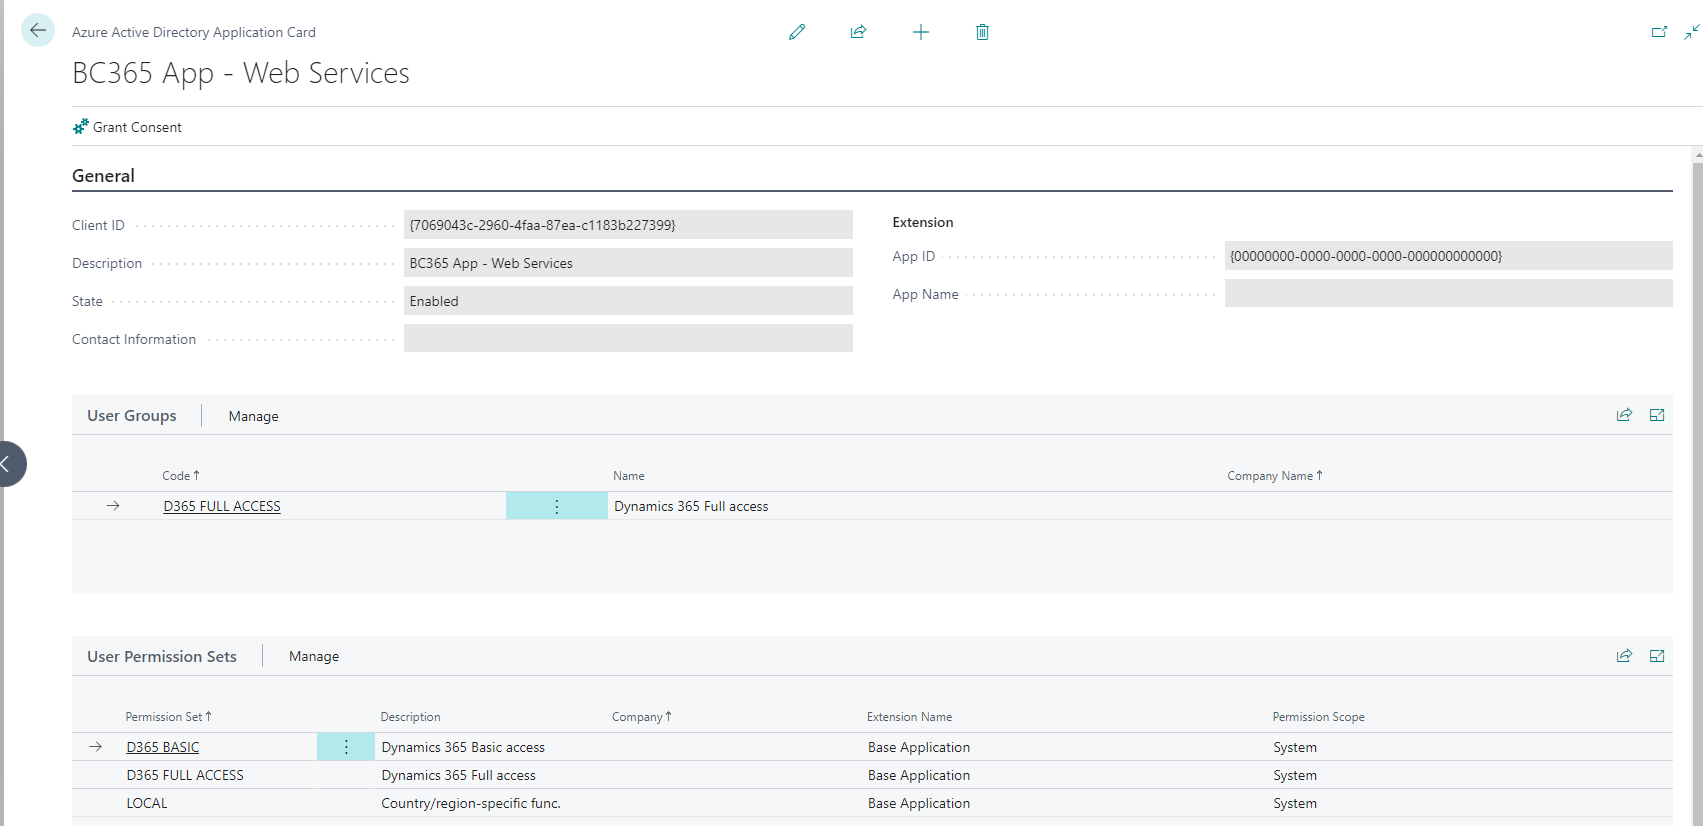 Azure Active Directory Application Card
BC365 App - Web Services
Grant Consent
General
Client ID {7069043c-2960-4faa-87ea-c1183b227399}
Description BC365 App - Web Services
State Enabled
Contact Information
Extension
App ID {00000000-0000-0000-0000-000000000000}
App Name
User Groups Manage
Code ↑ Name Company Name ↑
D365 FULL ACCESS Dynamics 365 Full access
User Permission Sets Manage
Permission Set ↑ Description Company ↑ Extension Name Permission Scope
D365 BASIC Dynamics 365 Basic access Base Application System
D365 FULL ACCESS Dynamics 365 Full access Base Application System
LOCAL Country/region-specific func. Base Application System